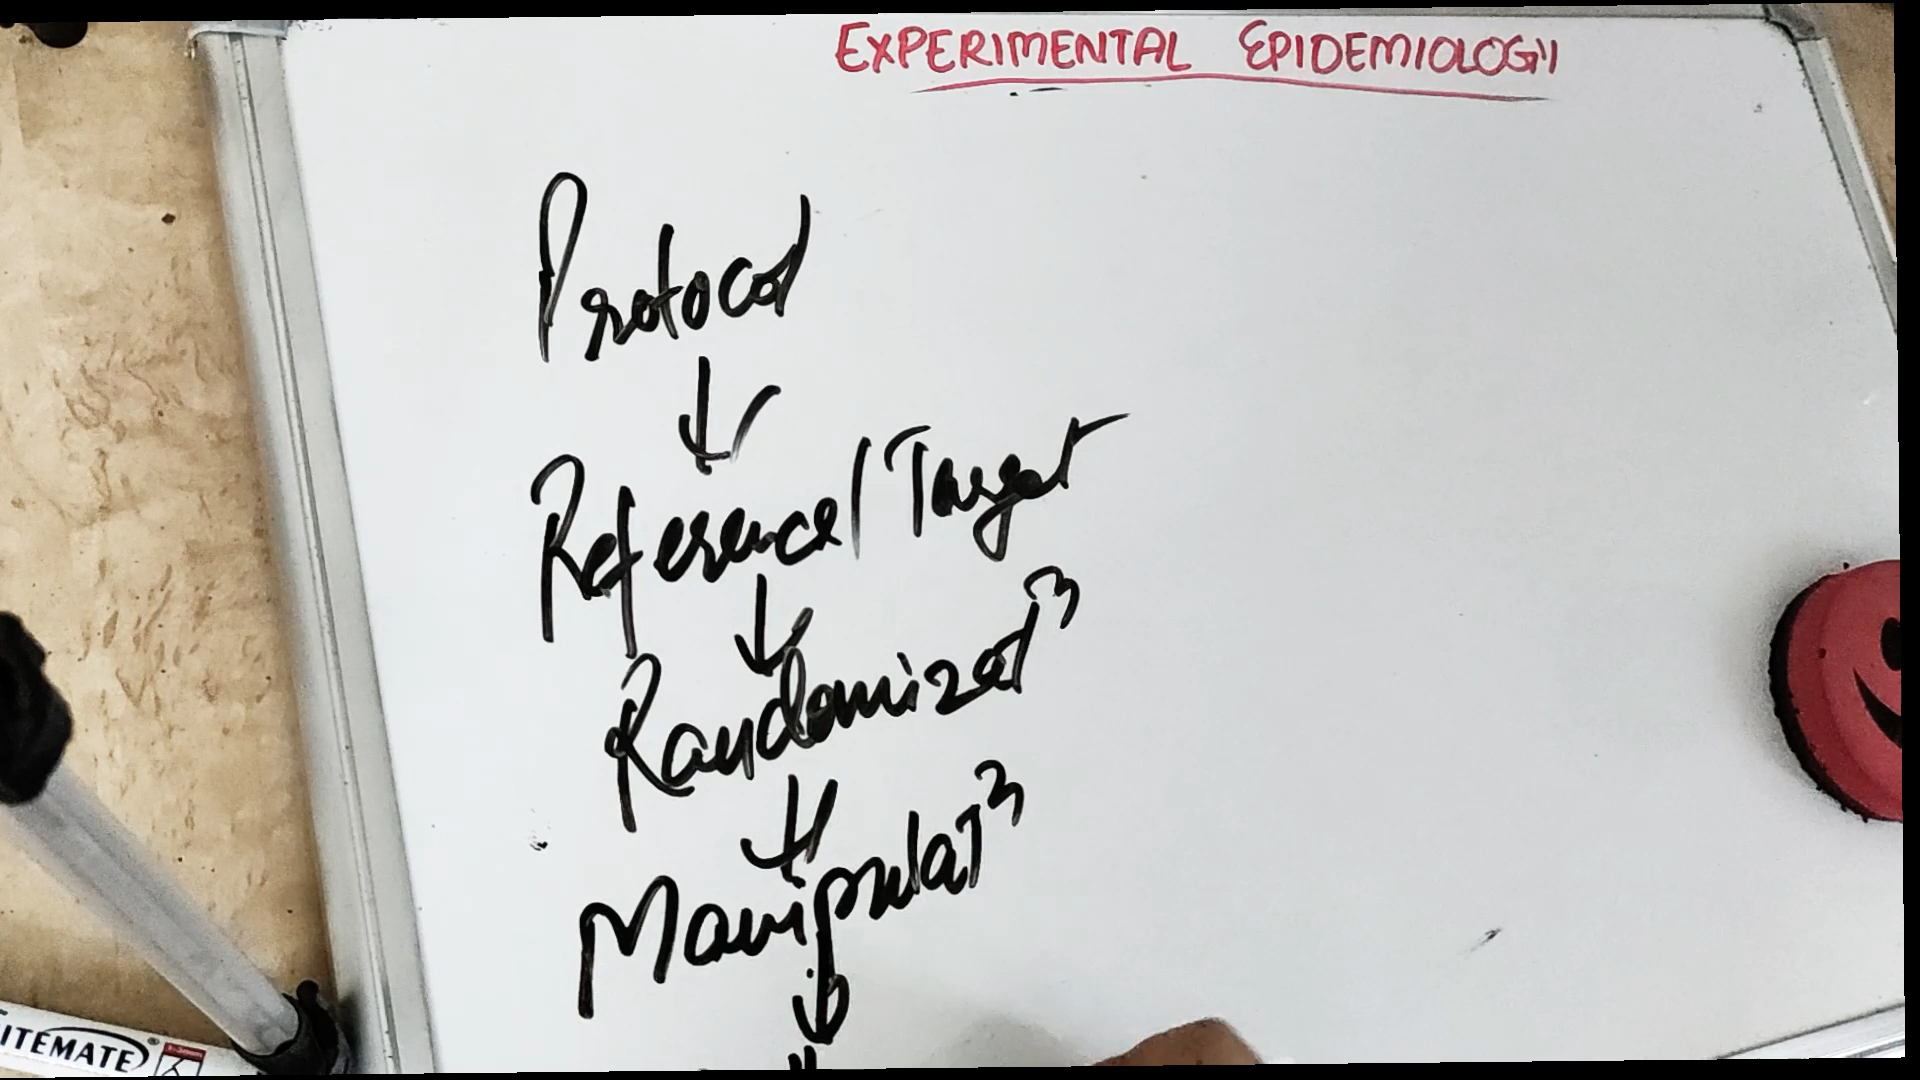 EXPERIMENTAL EPIDEMIOLOGY
Protocol
↓
Reference/Target
↓
Randomizatⁿ
↓
Manipulatⁿ
↓
ITEMATE